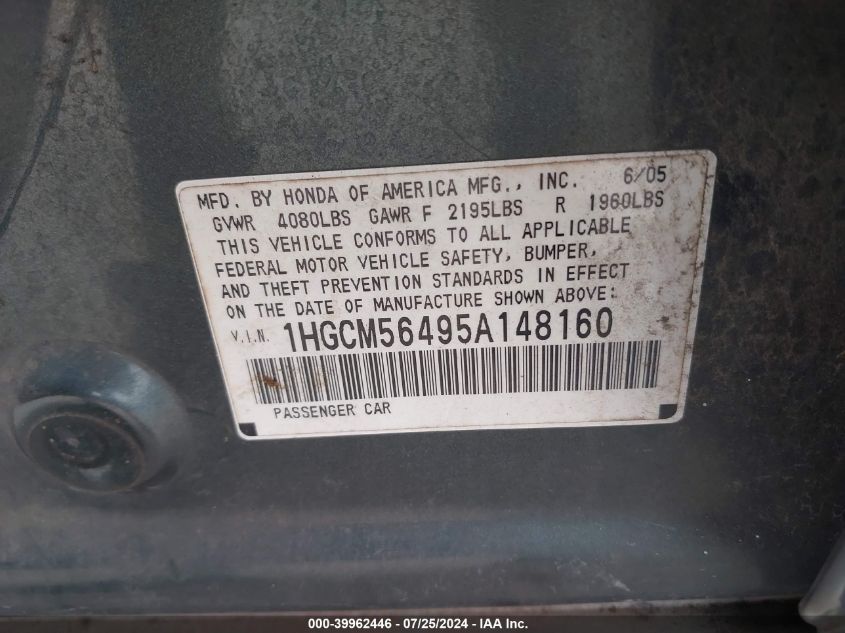 MFD. BY HONDA OF AMERICA MFG., INC. 6/05
GVWR 4080LBS GAWR F 2195LBS R 1960LBS
THIS VEHICLE CONFORMS TO ALL APPLICABLE
FEDERAL MOTOR VEHICLE SAFETY, BUMPER,
AND THEFT PREVENTION STANDARDS IN EFFECT
ON THE DATE OF MANUFACTURE SHOWN ABOVE:
V.I.N. 1HGCM56495A148160
PASSENGER CAR
000-39962446 - 07/25/2024 - IAAI, Inc.